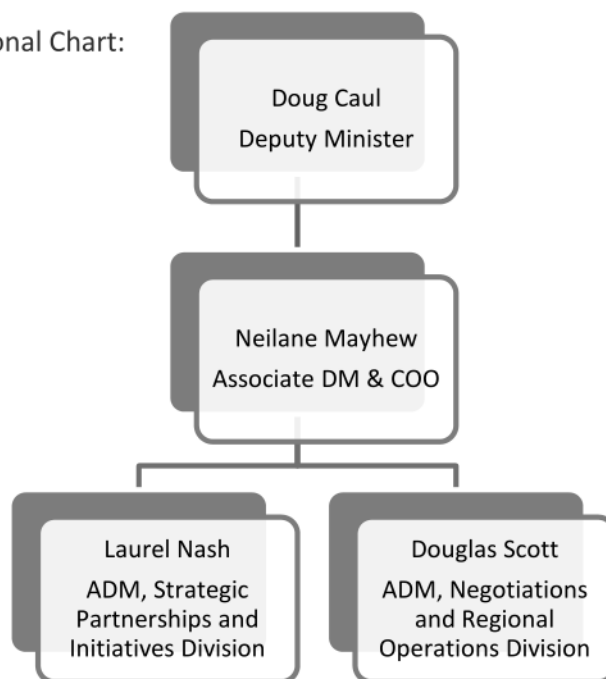 onal Chart:
Doug Caul
Deputy Minister
Neilane Mayhew
Associate DM & COO
Laurel Nash
ADM, Strategic
Partnerships and
Initiatives Division
Douglas Scott
ADM, Negotiations
and Regional
Operations Division